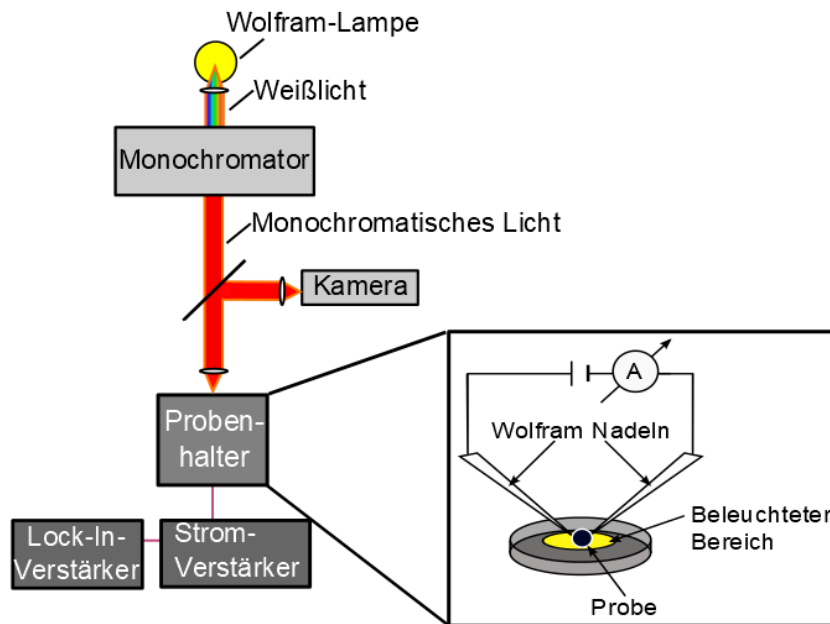 Wolfram-Lampe
Weißlicht
Monochromator
Monochromatisches Licht
Kamera
Proben-
halter
Lock-In-
Verstärker
Strom-
Verstärker
A
Wolfram Nadeln
Beleuchteter
Bereich
Probe